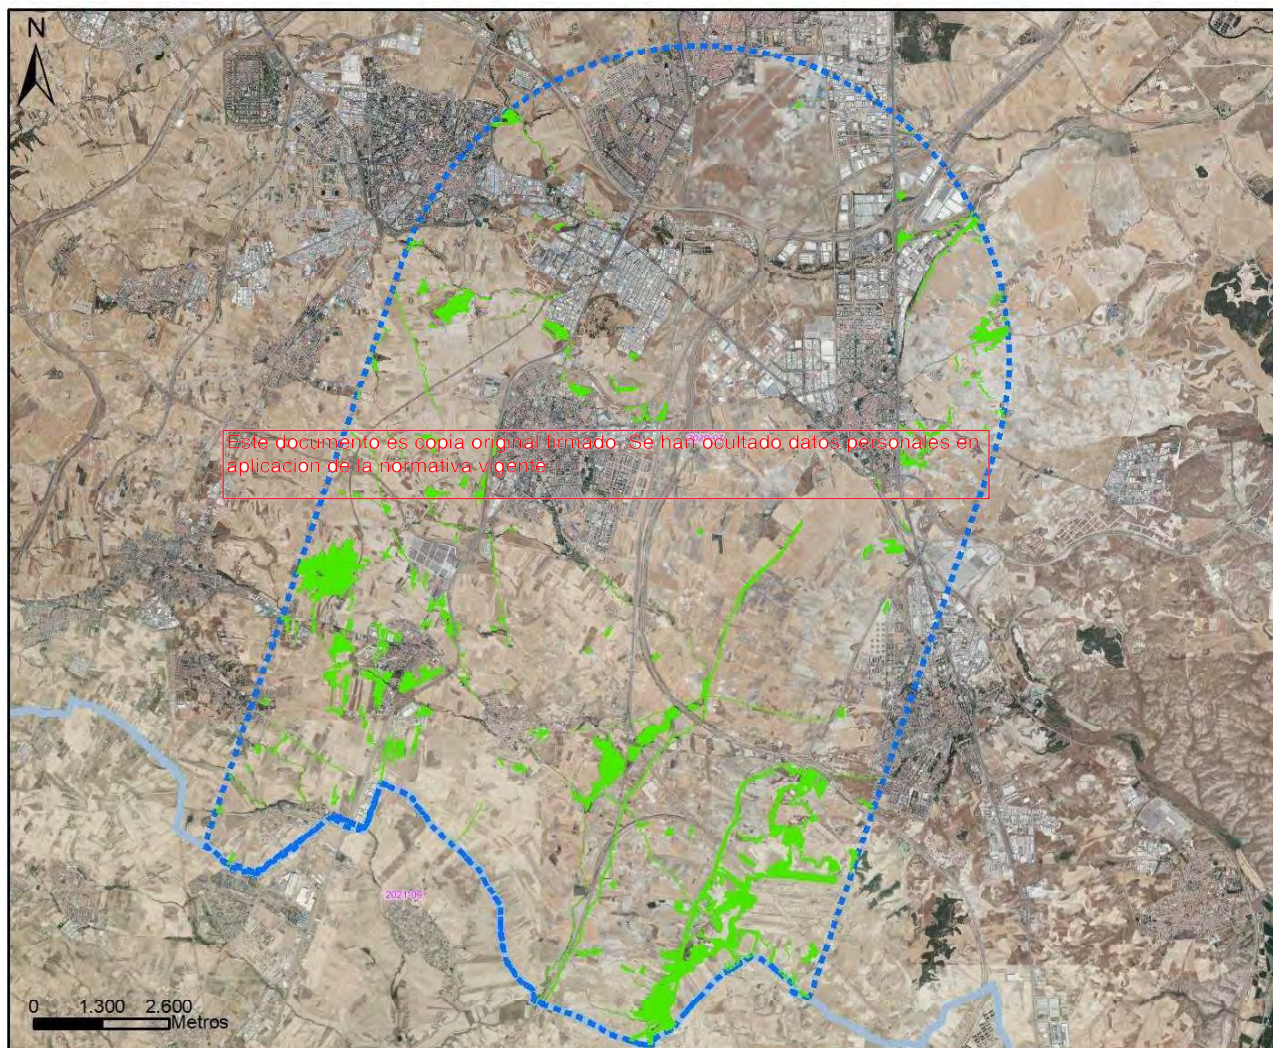 N
Este documento es copia original firmado. Se han ocultado datos personales en
aplicación de la normativa vigente
2021-06
0 1.300 2.600
Metros